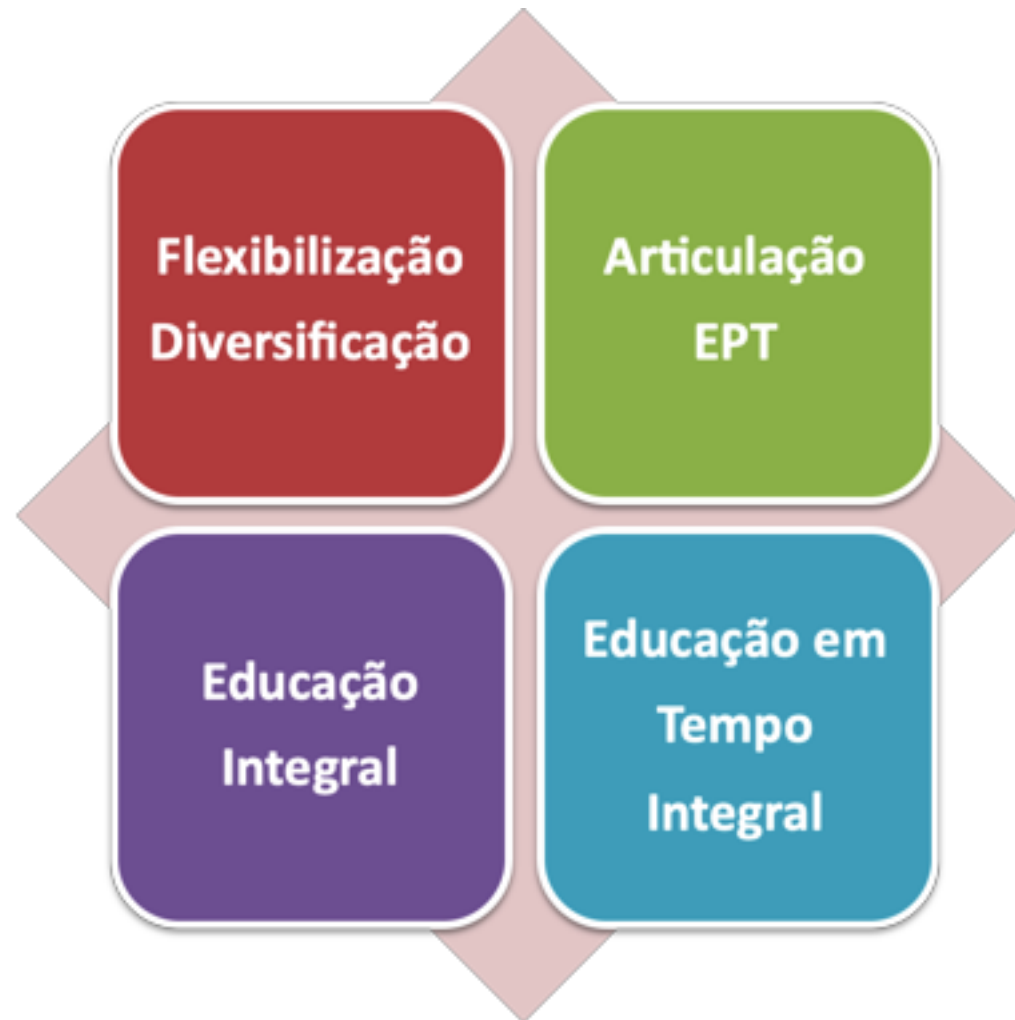 Flexibilização
Diversificação
Articulação
EPT
Educação
Integral
Educação em
Tempo
Integral